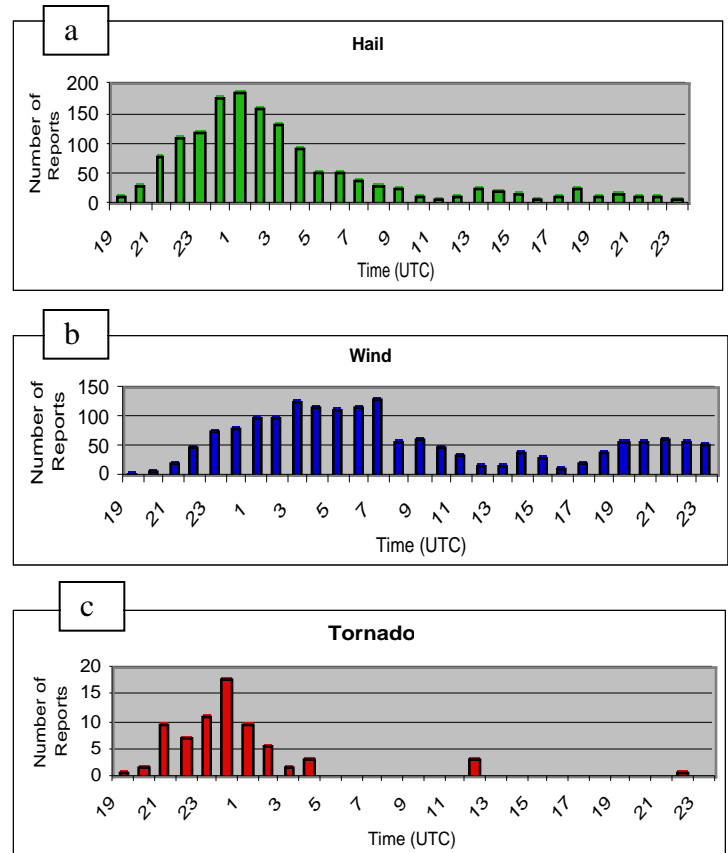 a
Hail
Number of
Reports
200
150
100
50
0
19 21 23 1 3 5 7 9 11 13 15 17 19 21 23
Time (UTC)
b
Wind
Number of
Reports
150
100
50
0
19 21 23 1 3 5 7 9 11 13 15 17 19 21 23
Time (UTC)
c
Tornado
Number of
Reports
20
15
10
5
0
19 21 23 1 3 5 7 9 11 13 15 17 19 21 23
Time (UTC)